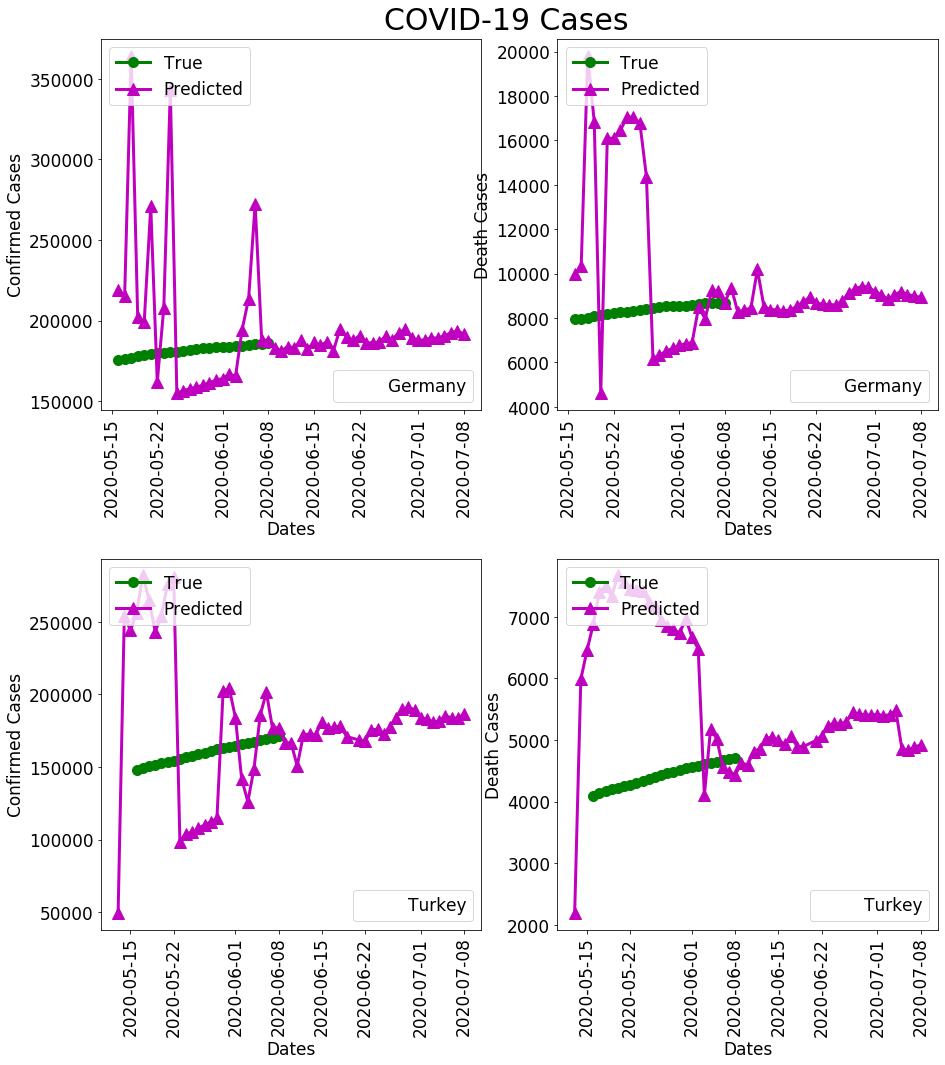 COVID-19 Cases
True
Predicted
350000
300000
250000
200000
150000
Confirmed Cases
Germany
2020-05-15
2020-05-22
2020-06-01
2020-06-08
2020-06-15
2020-06-22
2020-07-01
2020-07-08
Dates
True
Predicted
20000
18000
16000
14000
12000
10000
8000
6000
4000
Death Cases
Germany
2020-05-15
2020-05-22
2020-06-01
2020-06-08
2020-06-15
2020-06-22
2020-07-01
2020-07-08
Dates
True
Predicted
250000
200000
150000
100000
50000
Confirmed Cases
Turkey
2020-05-15
2020-05-22
2020-06-01
2020-06-08
2020-06-15
2020-06-22
2020-07-01
2020-07-08
Dates
True
Predicted
7000
6000
5000
4000
3000
2000
Death Cases
Turkey
2020-05-15
2020-05-22
2020-06-01
2020-06-08
2020-06-15
2020-06-22
2020-07-01
2020-07-08
Dates